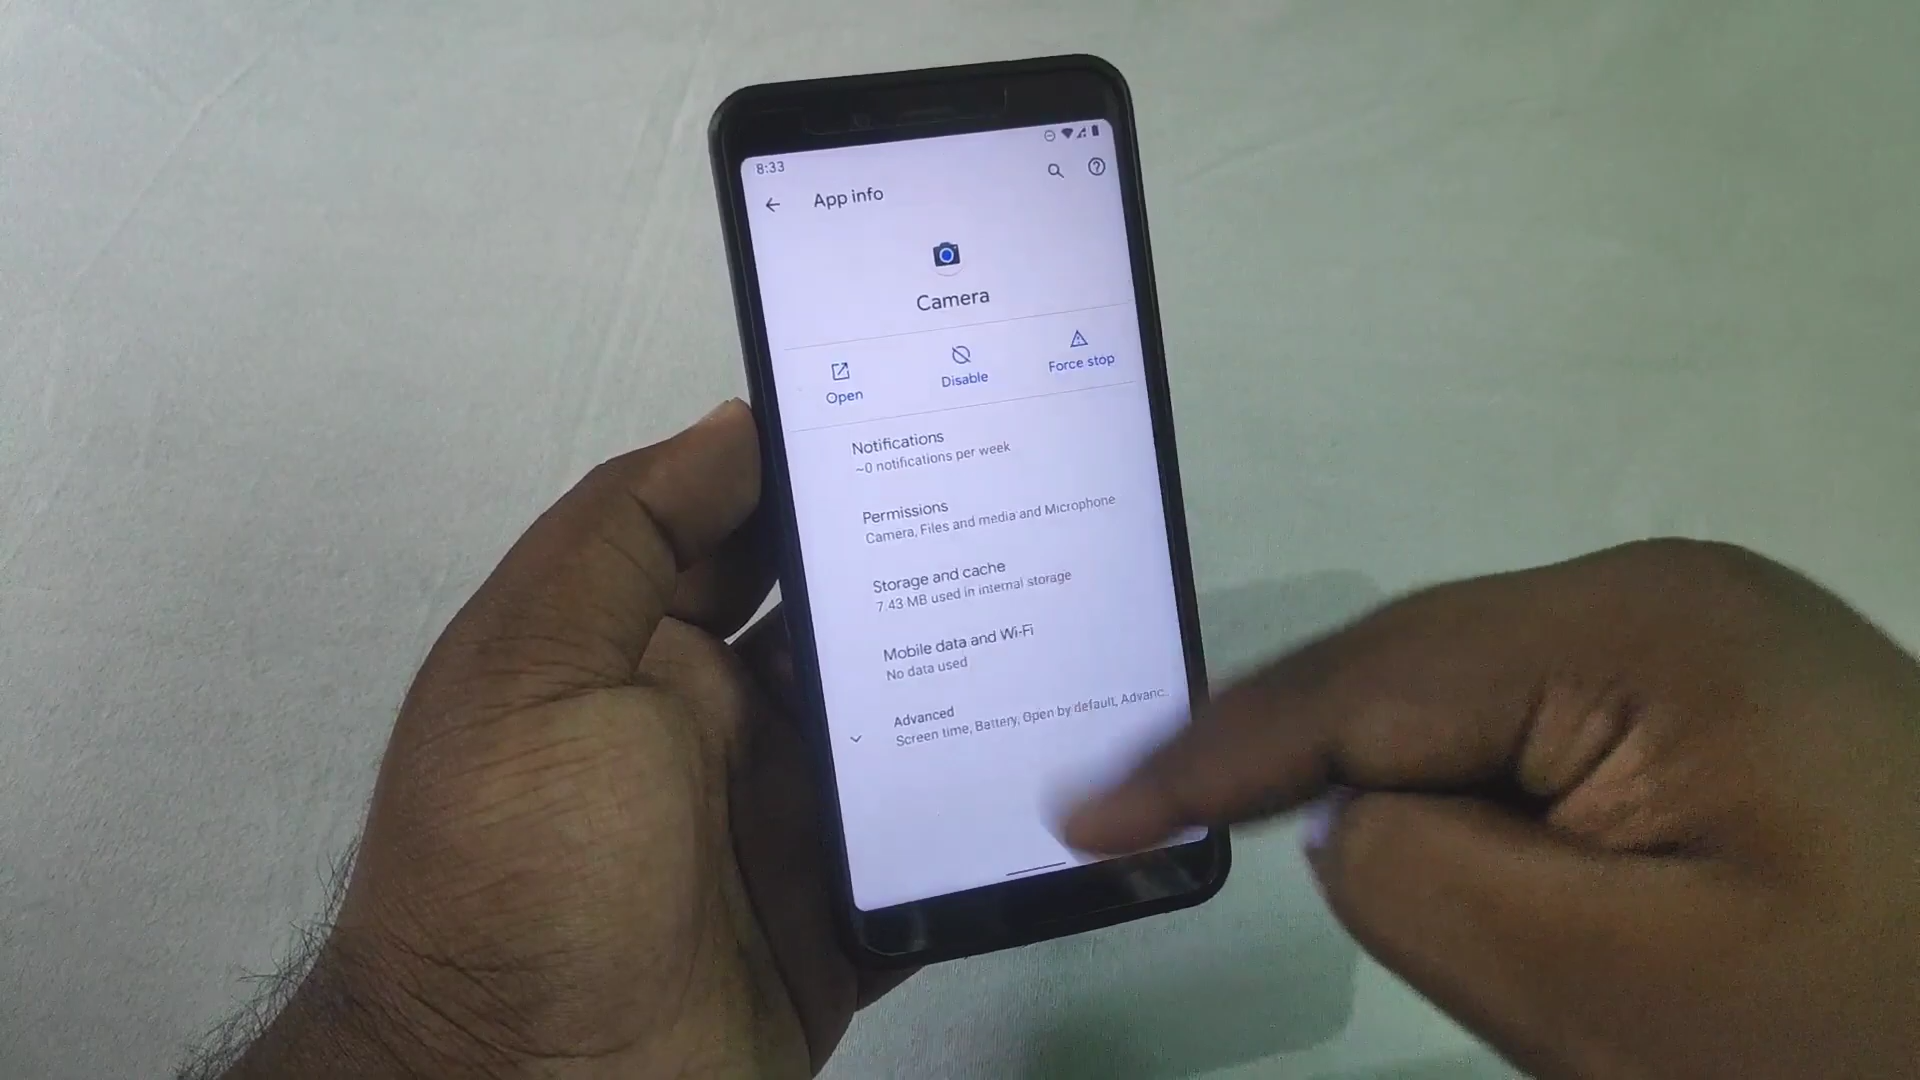 8:33
App info
Camera
Open
Disable
Force stop
Notifications
~0 notifications per week
Permissions
Camera, Files and media and Microphone
Storage and cache
7.43 MB used in internal storage
Mobile data and Wi-Fi
No data used
Advanced
Screen time, Battery, Open by default, Advanc..